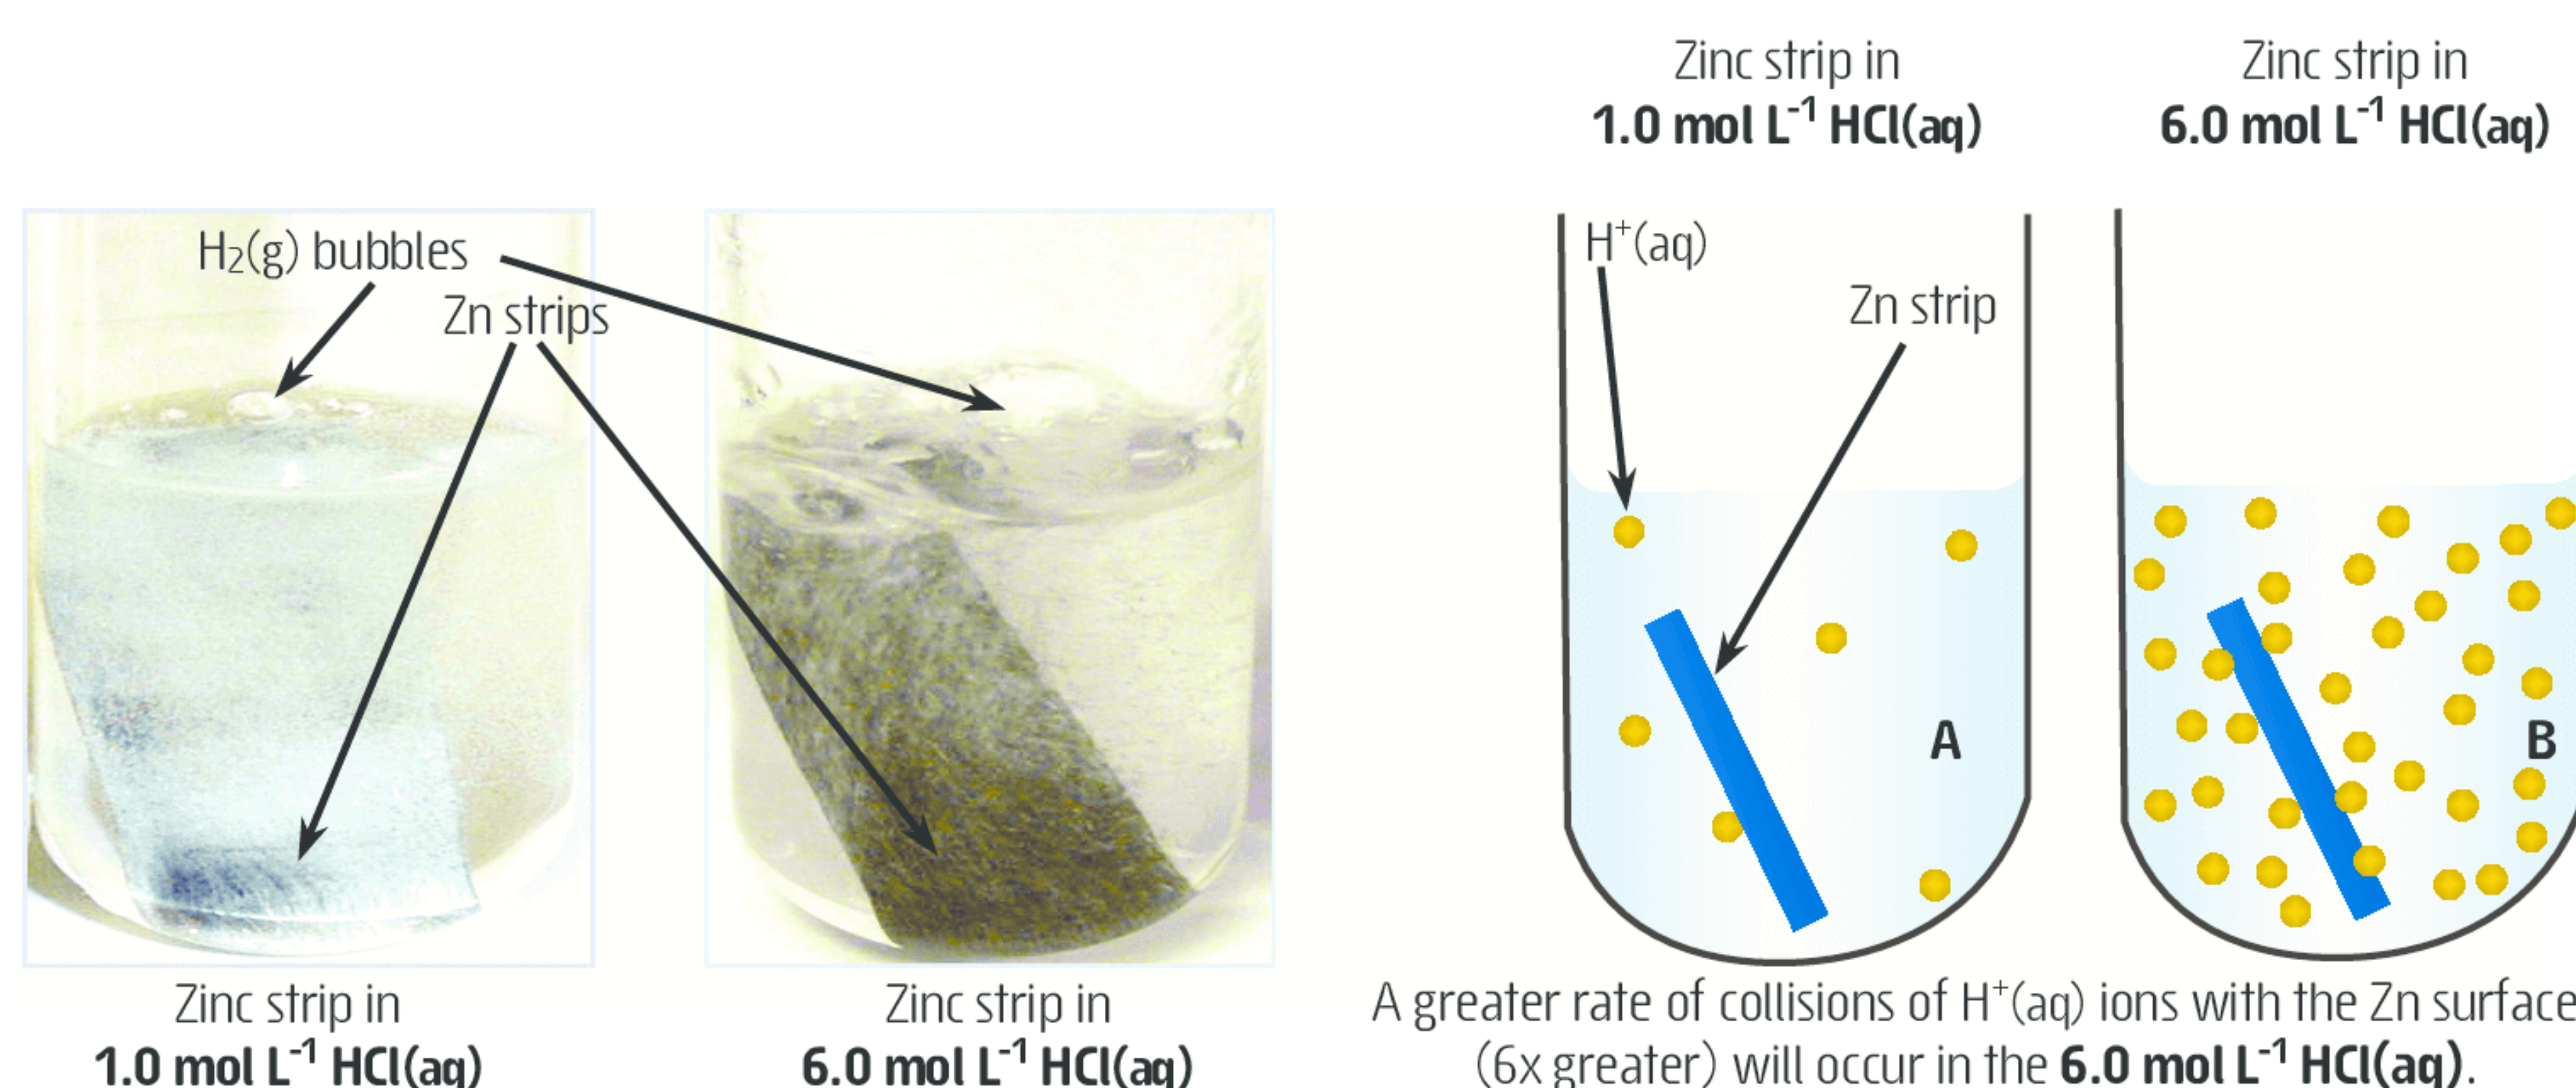 Zinc strip in
1.0 mol L⁻¹ HCl(aq)
Zinc strip in
6.0 mol L⁻¹ HCl(aq)
H₂(g) bubbles
Zn strips
H⁺(aq)
Zn strip
A
B
Zinc strip in
1.0 mol L⁻¹ HCl(aq)
Zinc strip in
6.0 mol L⁻¹ HCl(aq)
A greater rate of collisions of H⁺(aq) ions with the Zn surface
(6x greater) will occur in the 6.0 mol L⁻¹ HCl(aq).